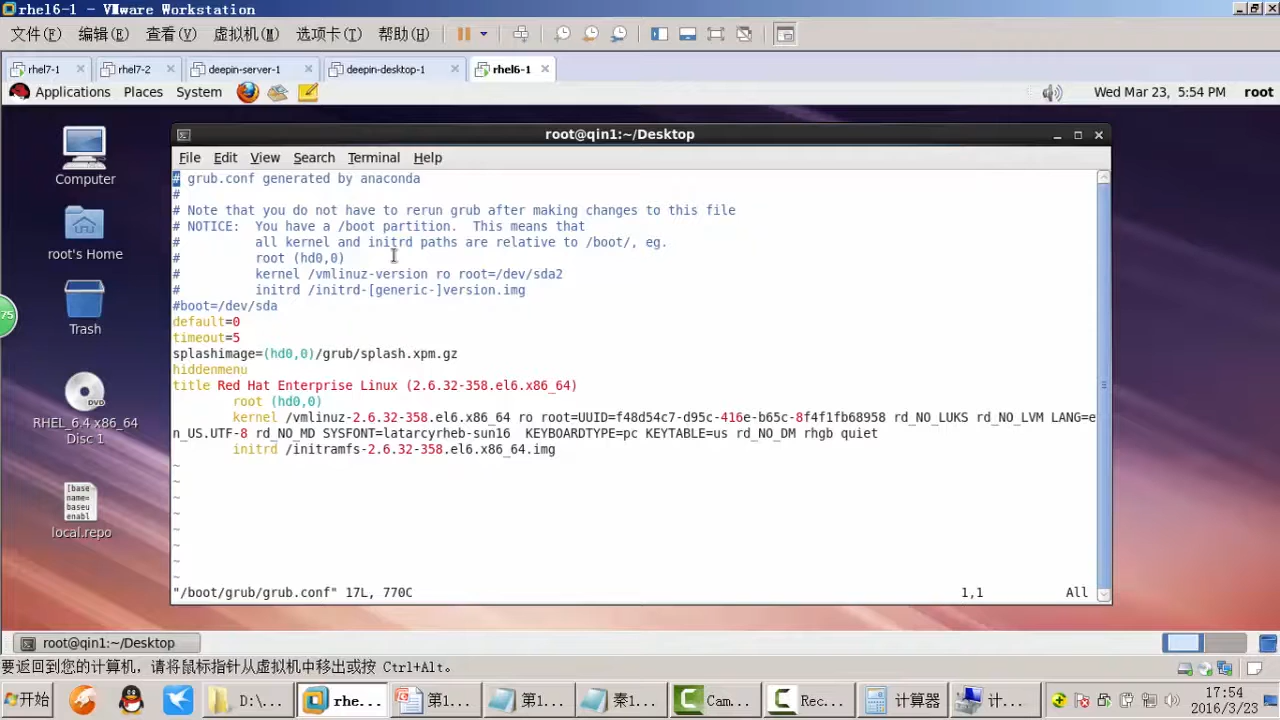 rhel6-1 - VMware Workstation
文件(F) 编辑(E) 查看(V) 虚拟机(M) 选项卡(T) 帮助(H)
rhel7-1 rhel7-2 deepin-server-1 deepin-desktop-1 rhel6-1
Applications Places System Wed Mar 23, 5:54 PM root
root@qin1:~/Desktop
File Edit View Search Terminal Help
# grub.conf generated by anaconda
#
# Note that you do not have to rerun grub after making changes to this file
# NOTICE:  You have a /boot partition.  This means that
#          all kernel and initrd paths are relative to /boot/, eg.
#          root (hd0,0)
#          kernel /vmlinuz-version ro root=/dev/sda2
#          initrd /initrd-[generic-]version.img
#boot=/dev/sda
default=0
timeout=5
splashimage=(hd0,0)/grub/splash.xpm.gz
hiddenmenu
title Red Hat Enterprise Linux (2.6.32-358.el6.x86_64)
        root (hd0,0)
        kernel /vmlinuz-2.6.32-358.el6.x86_64 ro root=UUID=f48d54c7-d95c-416e-b65c-8f4f1fb68958 rd_NO_LUKS rd_NO_LVM LANG=e
n_US.UTF-8 rd_NO_MD SYSFONT=latarcyrheb-sun16  KEYBOARDTYPE=pc KEYTABLE=us rd_NO_DM rhgb quiet
        initrd /initramfs-2.6.32-358.el6.x86_64.img
~
~
~
~
~
~
~
~
"/boot/grub/grub.conf" 17L, 770C 1,1 All
Computer
root's Home
75
Trash
DVD
RHEL_6.4 x86_64
Disc 1
[base
name=
baseu
enabl
local.repo
root@qin1:~/Desktop
要返回到您的计算机，请将鼠标指针从虚拟机中移出或按 Ctrl+Alt。
开始 D:\... rhe... 第1... 第1... 秦1... Cam... Rec... 计算器 计... 17:54
2016/3/23